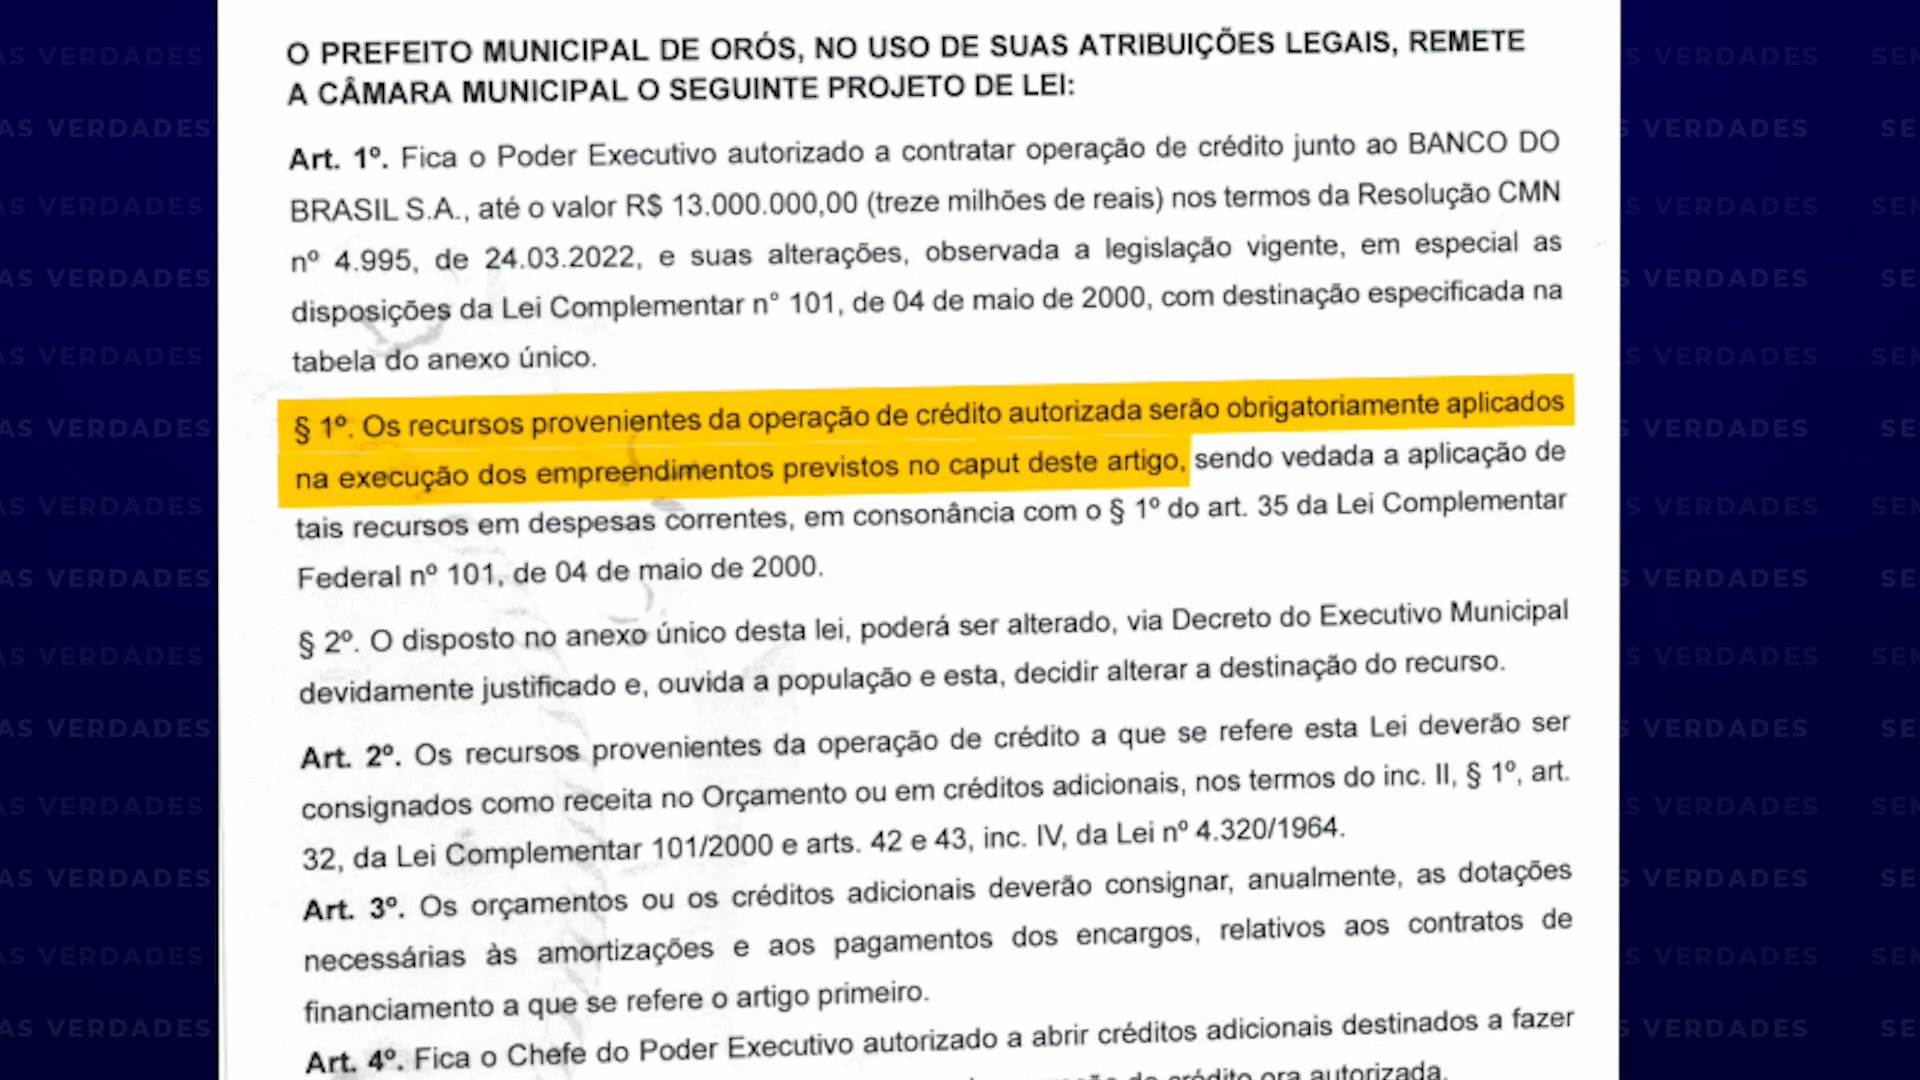 O PREFEITO MUNICIPAL DE ORÓS, NO USO DE SUAS ATRIBUIÇÕES LEGAIS, REMETE
A CÂMARA MUNICIPAL O SEGUINTE PROJETO DE LEI:
Art. 1º. Fica o Poder Executivo autorizado a contratar operação de crédito junto ao BANCO DO
BRASIL S.A., até o valor R$ 13.000.000,00 (treze milhões de reais) nos termos da Resolução CMN
nº 4.995, de 24.03.2022, e suas alterações, observada a legislação vigente, em especial as
disposições da Lei Complementar n° 101, de 04 de maio de 2000, com destinação especificada na
tabela do anexo único.
§ 1º. Os recursos provenientes da operação de crédito autorizada serão obrigatoriamente aplicados
na execução dos empreendimentos previstos no caput deste artigo, sendo vedada a aplicação de
tais recursos em despesas correntes, em consonância com o § 1º do art. 35 da Lei Complementar
Federal nº 101, de 04 de maio de 2000.
§ 2º. O disposto no anexo único desta lei, poderá ser alterado, via Decreto do Executivo Municipal
devidamente justificado e, ouvida a população e esta, decidir alterar a destinação do recurso.
Art. 2º. Os recursos provenientes da operação de crédito a que se refere esta Lei deverão ser
consignados como receita no Orçamento ou em créditos adicionais, nos termos do inc. II, § 1º, art.
32, da Lei Complementar 101/2000 e arts. 42 e 43, inc. IV, da Lei nº 4.320/1964.
Art. 3º. Os orçamentos ou os créditos adicionais deverão consignar, anualmente, as dotações
necessárias às amortizações e aos pagamentos dos encargos, relativos aos contratos de
financiamento a que se refere o artigo primeiro.
Art. 4º. Fica o Chefe do Poder Executivo autorizado a abrir créditos adicionais destinados a fazer
crédito ora autorizada.